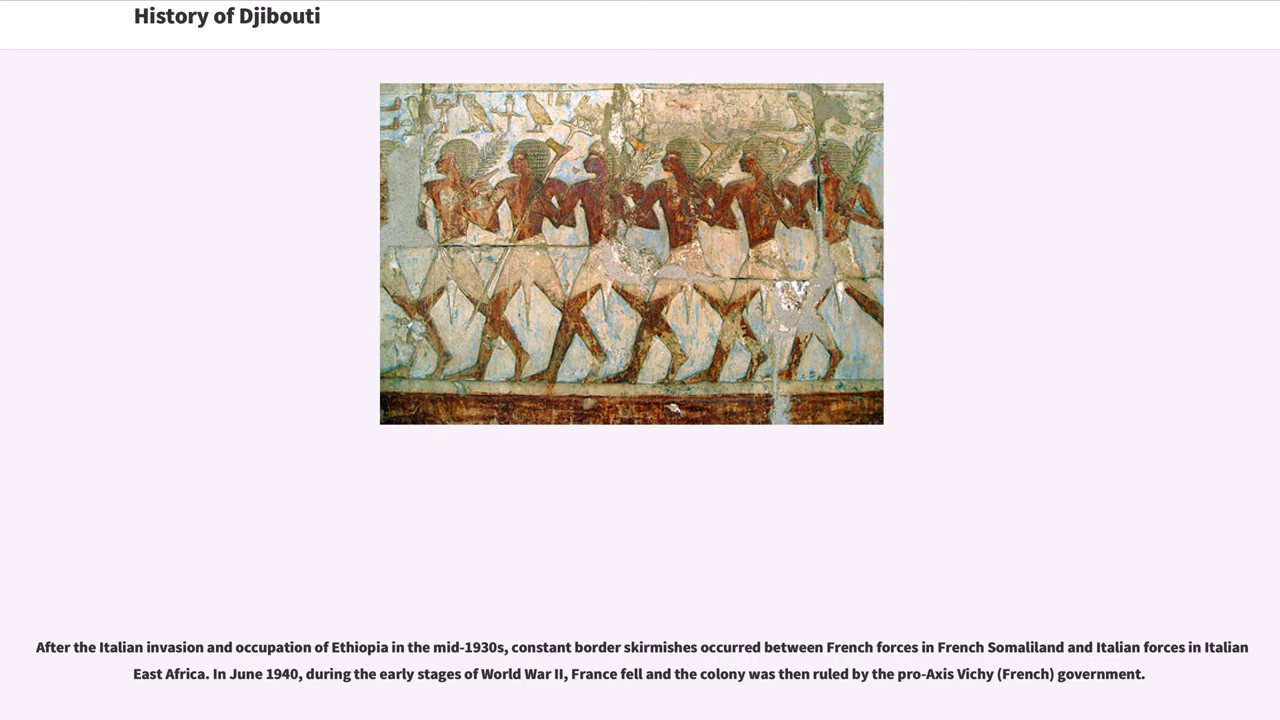 History of Djibouti
After the Italian invasion and occupation of Ethiopia in the mid-1930s, constant border skirmishes occurred between French forces in French Somaliland and Italian forces in Italian
East Africa. In June 1940, during the early stages of World War II, France fell and the colony was then ruled by the pro-Axis Vichy (French) government.